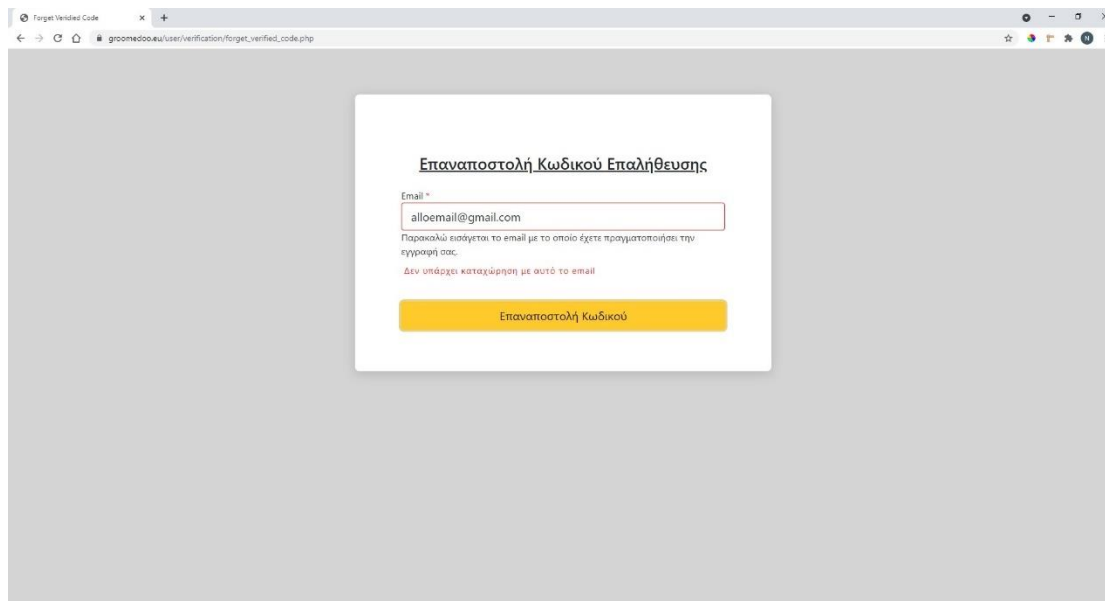 Forget Veridied Code
groomedoo.eu/user/verification/forget_verified_code.php
N
Επαναποστολή Κωδικού Επαλήθευσης
Email *
alloemail@gmail.com
Παρακαλώ εισάγεται το email με το οποίο έχετε πραγματοποιήσει την
εγγραφή σας.
Δεν υπάρχει καταχώρηση με αυτό το email
Επαναποστολή Κωδικού